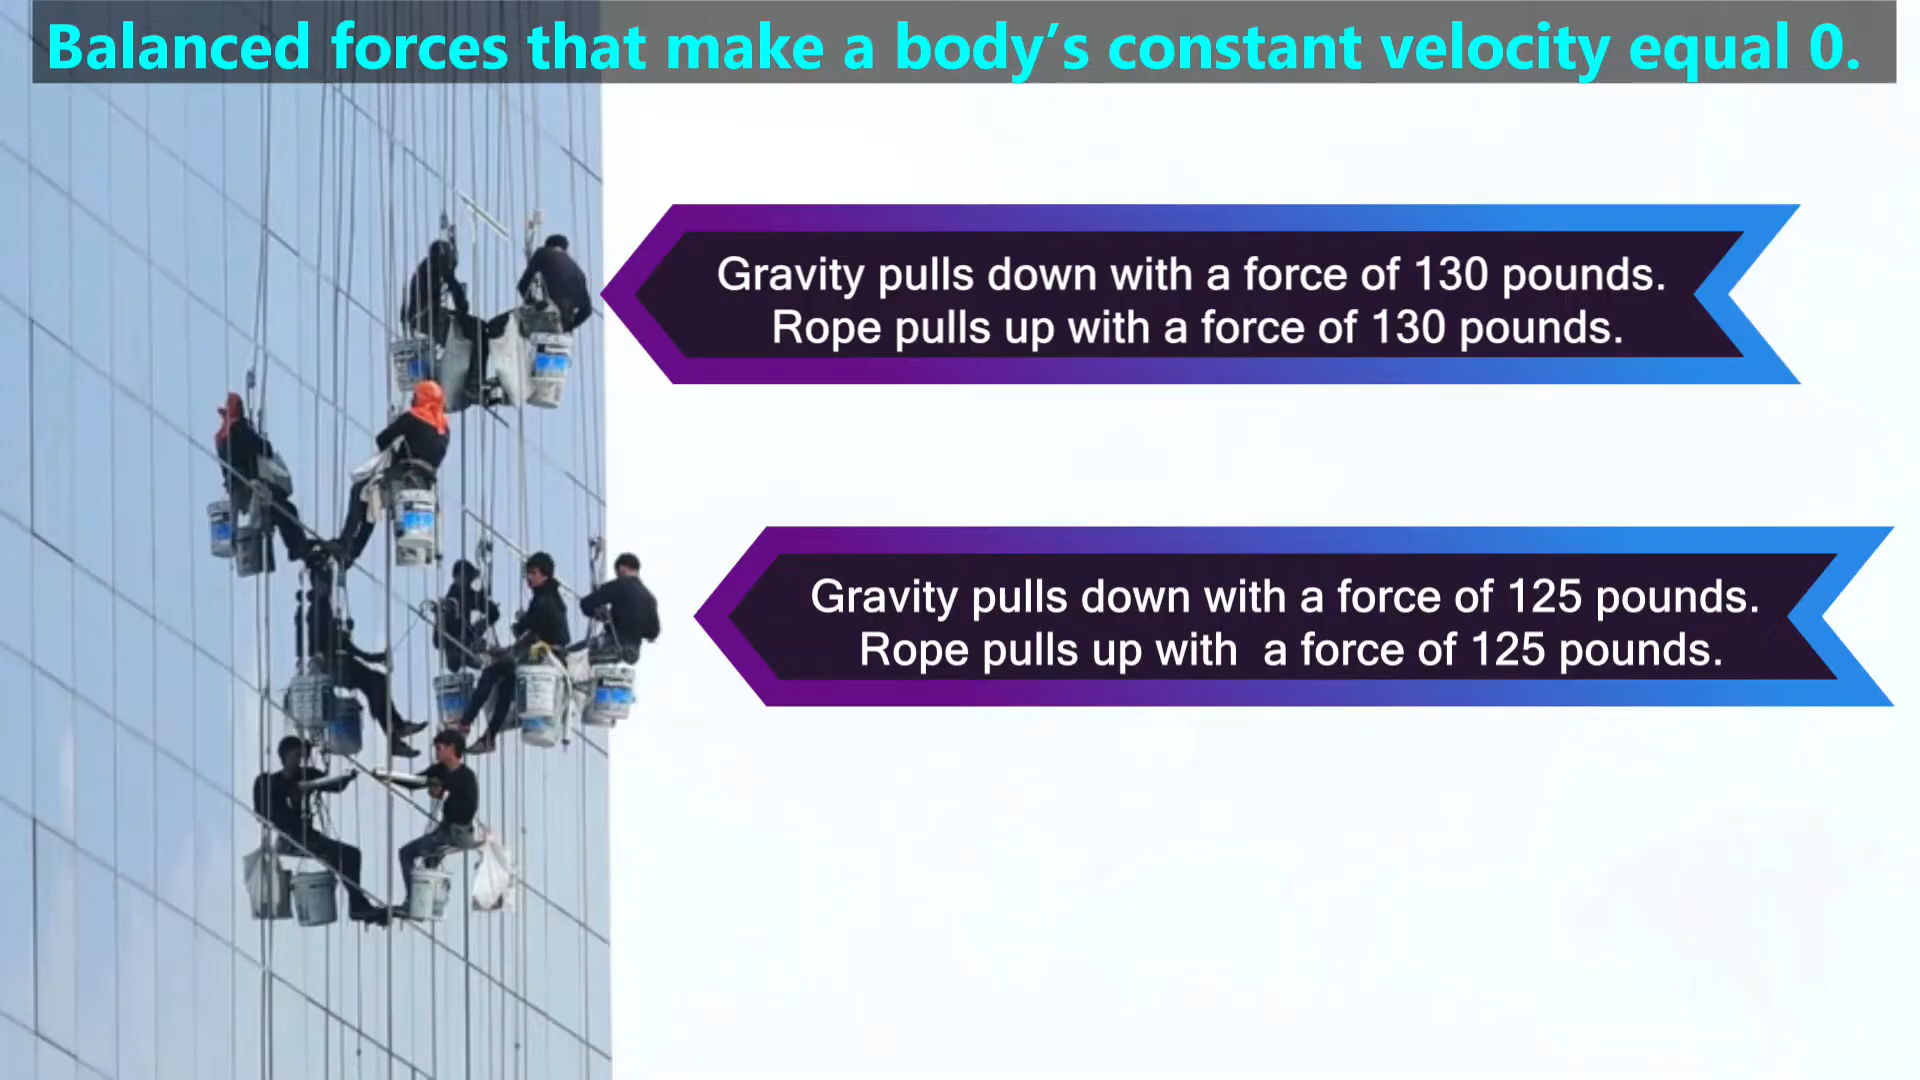 Balanced forces that make a body’s constant velocity equal 0.
Gravity pulls down with a force of 130 pounds.
Rope pulls up with a force of 130 pounds.
Gravity pulls down with a force of 125 pounds.
Rope pulls up with  a force of 125 pounds.